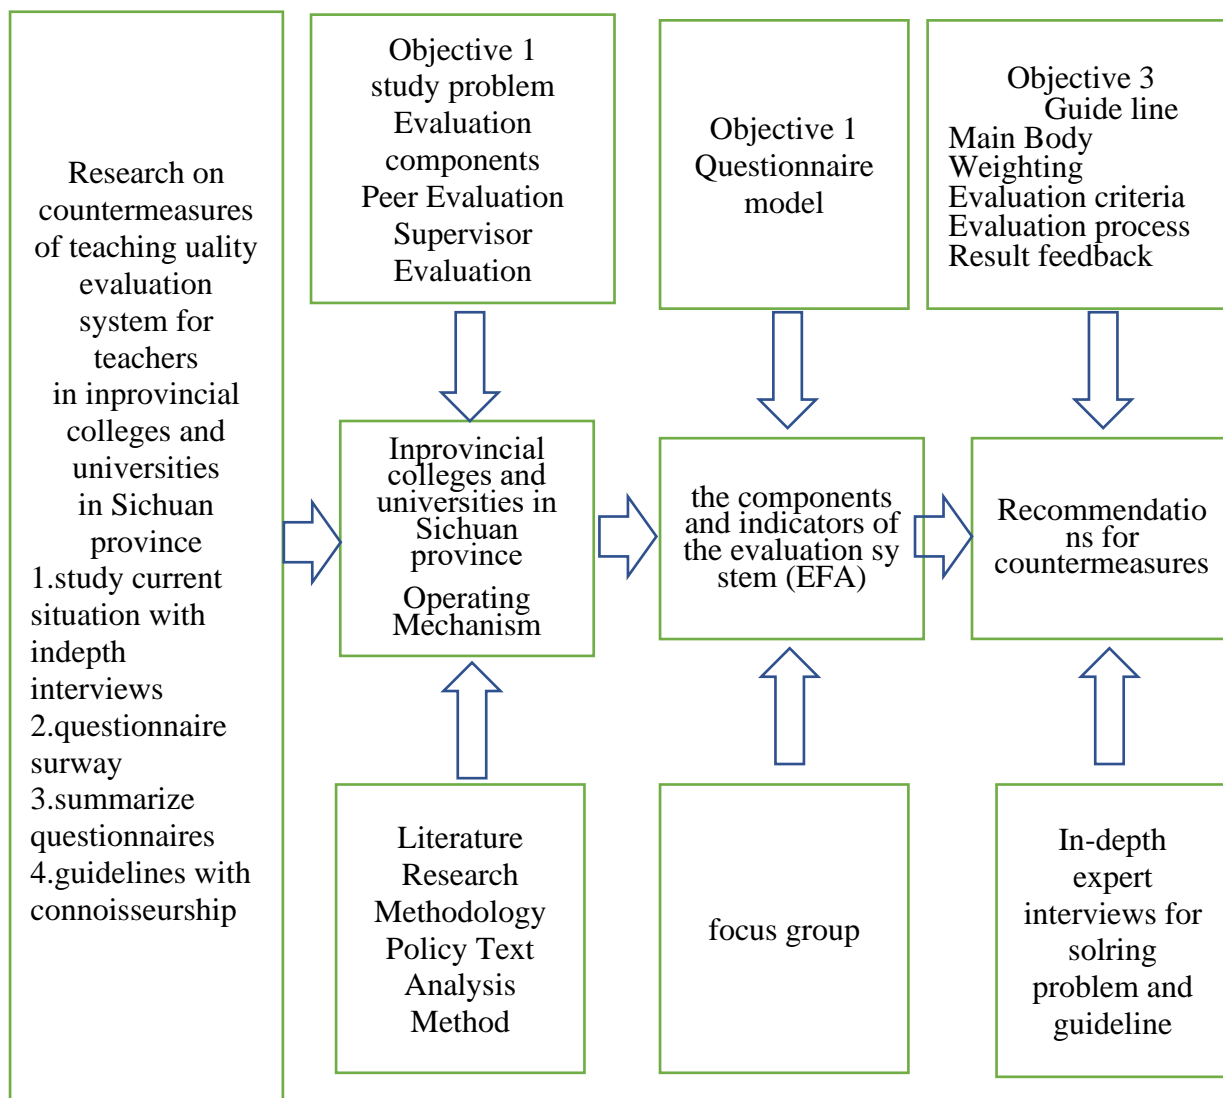 Research on
countermeasures
of teaching uality
evaluation
system for
teachers
in inprovincial
colleges and
universities
in Sichuan
province
1.study current
situation with
indepth
interviews
2.questionnaire
surway
3.summarize
questionnaires
4.guidelines with
connoisseurship
Objective 1
study problem
Evaluation
components
Peer Evaluation
Supervisor
Evaluation
Objective 1
Questionnaire
model
Objective 3
Guide line
Main Body
Weighting
Evaluation criteria
Evaluation process
Result feedback
Inprovincial
colleges and
universities in
Sichuan
province
Operating
Mechanism
the components
and indicators of
the evaluation sy
stem (EFA)
Recommendatio
ns for
countermeasures
Literature
Research
Methodology
Policy Text
Analysis
Method
focus group
In-depth
expert
interviews for
solring
problem and
guideline